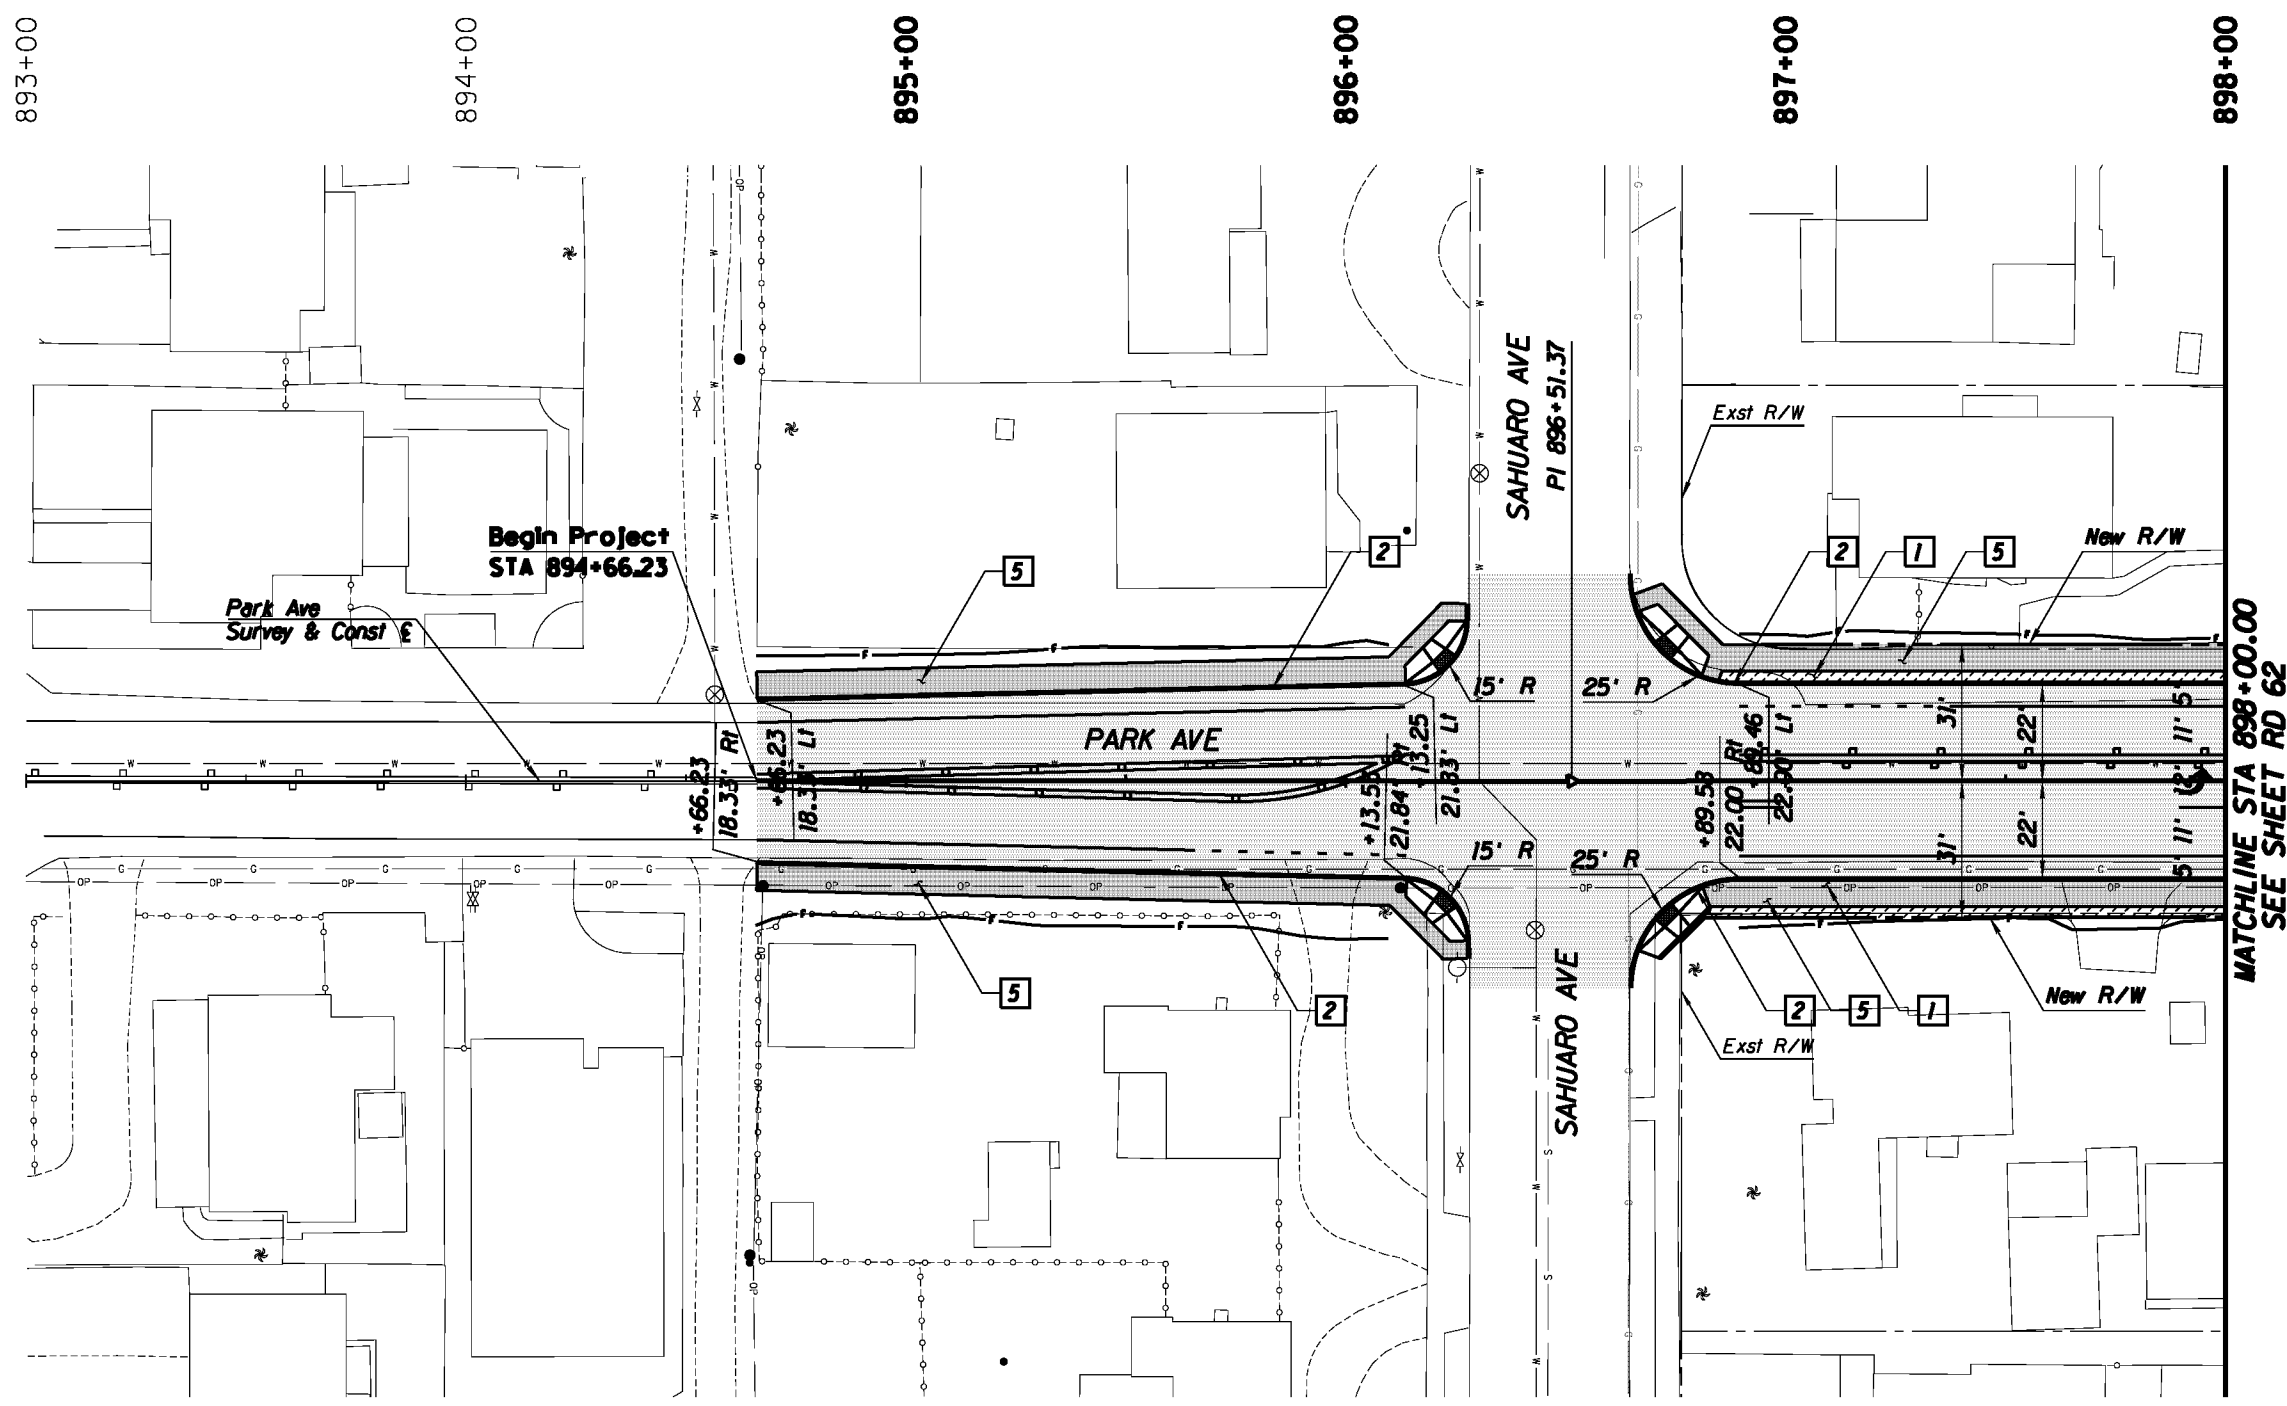 893+00
894+00
895+00
896+00
897+00
898+00
SAHUARO AVE
PI 896+51.37
Exst R/W
Begin Project
STA 894+66.23
5
2
2
1
5
New R/W
Park Ave
Survey & Const ℄
15' R
25' R
PARK AVE
+66.23
18.33' Rt
+66.23
18.33' Lt
21.84' Rt
+13.25
21.83' Lt
+89.58
22.00' Rt
+89.46
22.00' Lt
31'
22'
5'
11'
12'
31'
22'
11'
5'
15' R
25' R
MATCHLINE STA 898+00.00
SEE SHEET RD 62
SAHUARO AVE
5
2
2
5
1
New R/W
Exst R/W
W
G
OP
F
S